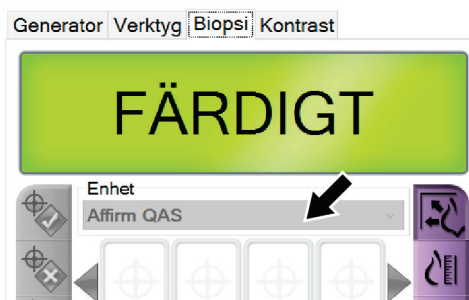 Generator Verktyg Biopsi Kontrast
FÄRDIGT
Enhet
Affirm QAS